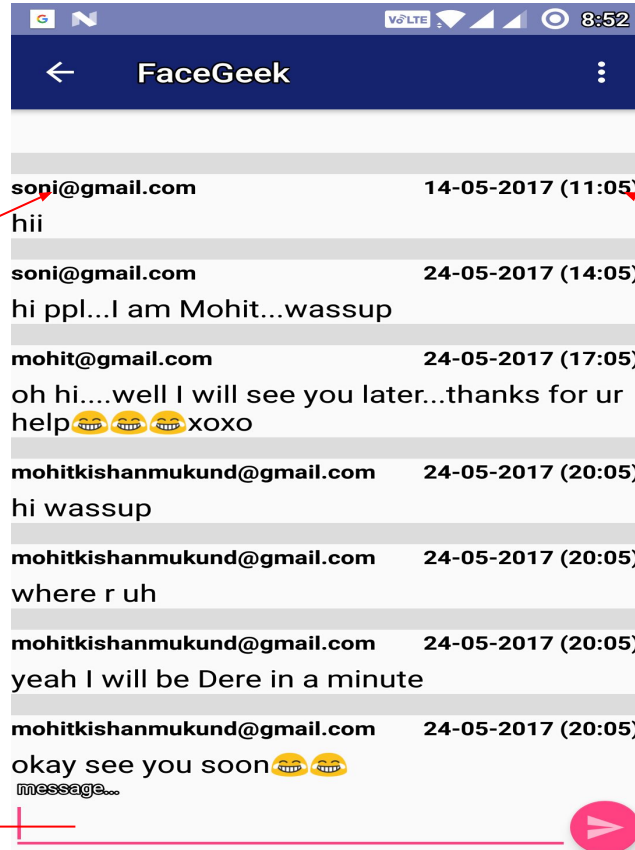 G N VoLTE 8:52
FaceGeek
soni@gmail.com 14-05-2017 (11:05)
hii
soni@gmail.com 24-05-2017 (14:05)
hi ppl...I am Mohit...wassup
mohit@gmail.com 24-05-2017 (17:05)
oh hi....well I will see you later...thanks for ur
help😂😂😂xoxo
mohitkishanmukund@gmail.com 24-05-2017 (20:05)
hi wassup
mohitkishanmukund@gmail.com 24-05-2017 (20:05)
where r uh
mohitkishanmukund@gmail.com 24-05-2017 (20:05)
yeah I will be Dere in a minute
mohitkishanmukund@gmail.com 24-05-2017 (20:05)
okay see you soon😂😂
message...